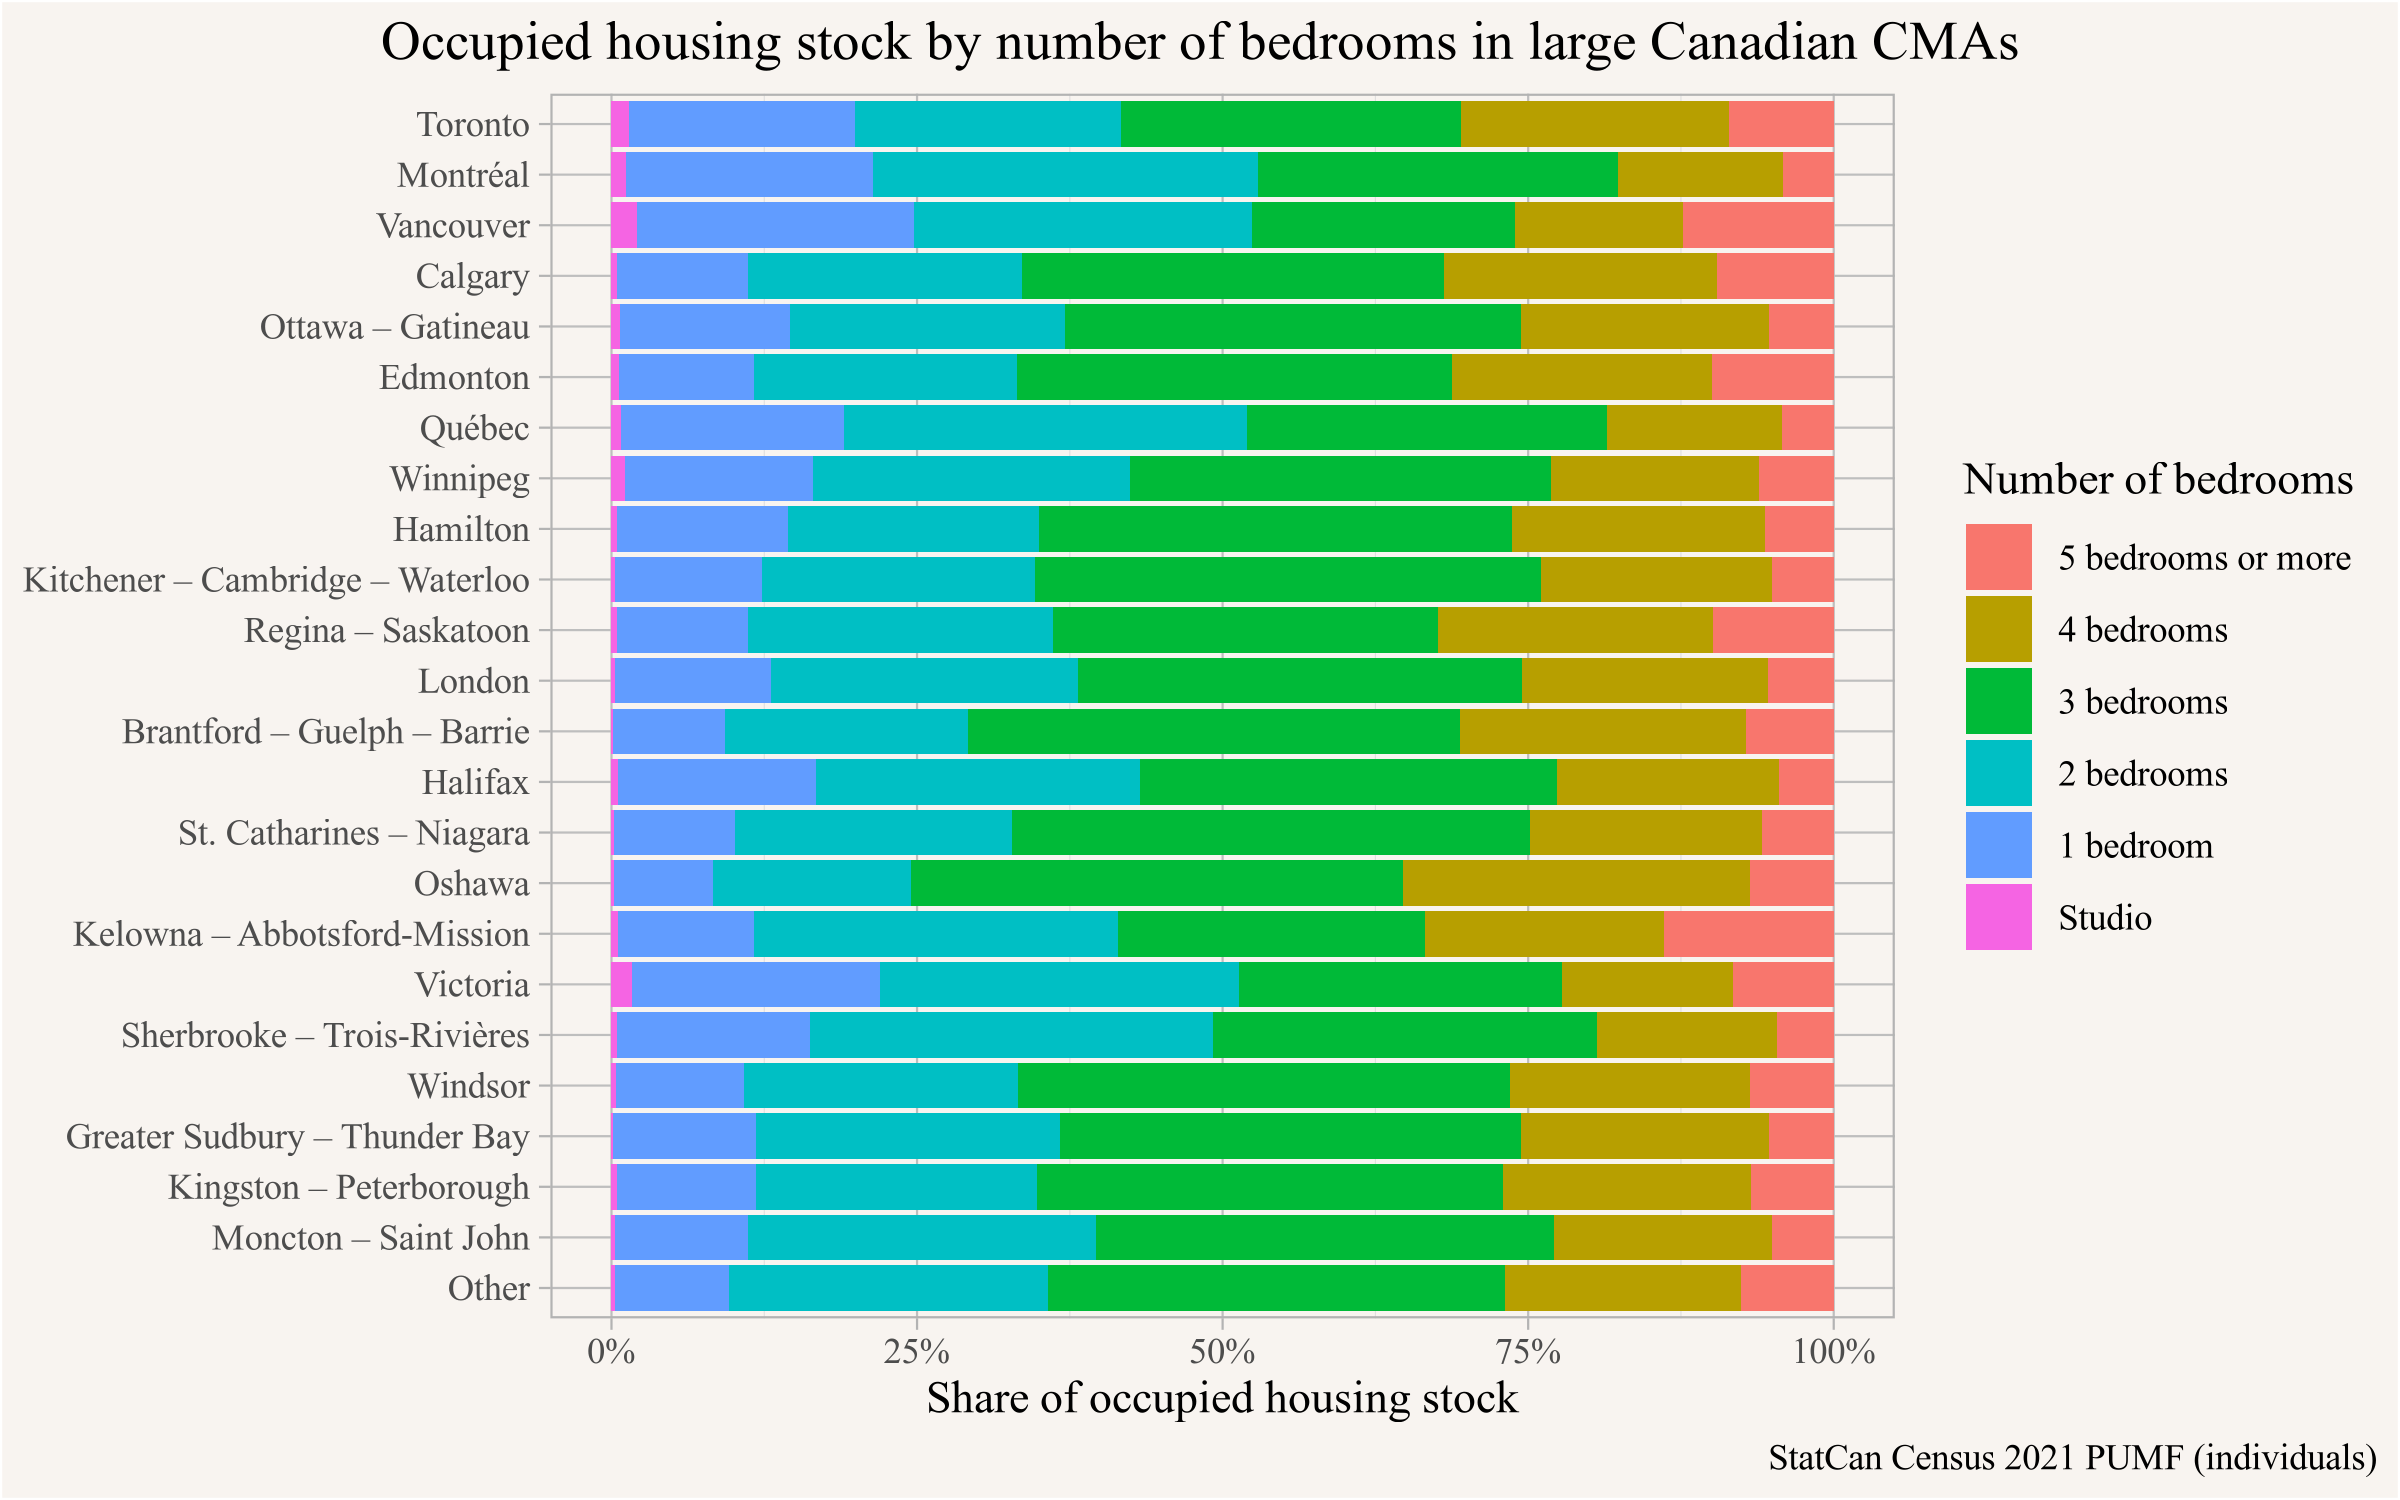 Occupied housing stock by number of bedrooms in large Canadian CMAs
Toronto
Montréal
Vancouver
Calgary
Ottawa – Gatineau
Edmonton
Québec
Winnipeg
Hamilton
Kitchener – Cambridge – Waterloo
Regina – Saskatoon
London
Brantford – Guelph – Barrie
Halifax
St. Catharines – Niagara
Oshawa
Kelowna – Abbotsford-Mission
Victoria
Sherbrooke – Trois-Rivières
Windsor
Greater Sudbury – Thunder Bay
Kingston – Peterborough
Moncton – Saint John
Other
0% 25% 50% 75% 100%
Share of occupied housing stock
Number of bedrooms
5 bedrooms or more
4 bedrooms
3 bedrooms
2 bedrooms
1 bedroom
Studio
StatCan Census 2021 PUMF (individuals)